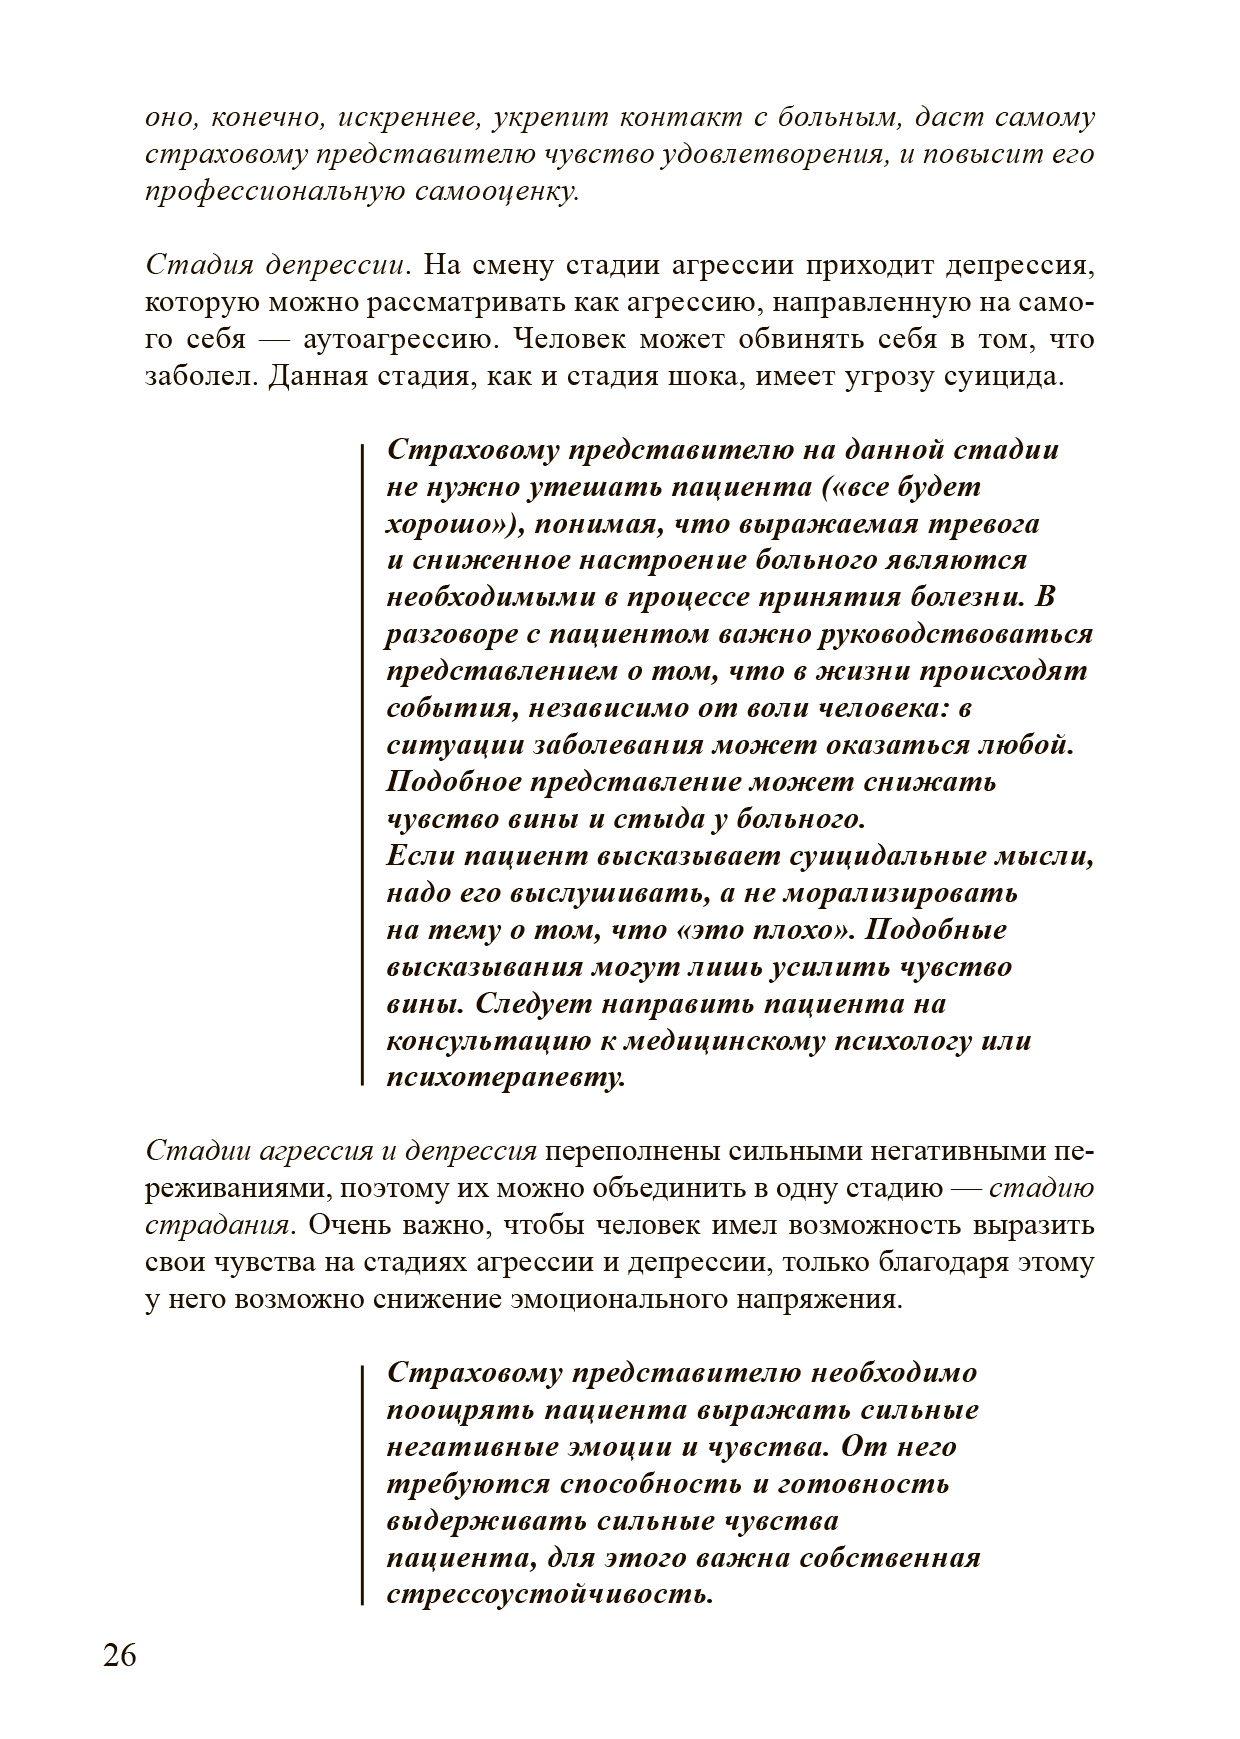 оно, конечно, искреннее, укрепит контакт с больным, даст самому
страховому представителю чувство удовлетворения, и повысит его
профессиональную самооценку.
Стадия депрессии. На смену стадии агрессии приходит депрессия,
которую можно рассматривать как агрессию, направленную на само-
го себя — аутоагрессию. Человек может обвинять себя в том, что
заболел. Данная стадия, как и стадия шока, имеет угрозу суицида.
Страховому представителю на данной стадии
не нужно утешать пациента («все будет
хорошо»), понимая, что выражаемая тревога
и сниженное настроение больного являются
необходимыми в процессе принятия болезни. В
разговоре с пациентом важно руководствоваться
представлением о том, что в жизни происходят
события, независимо от воли человека: в
ситуации заболевания может оказаться любой.
Подобное представление может снижать
чувство вины и стыда у больного.
Если пациент высказывает суицидальные мысли,
надо его выслушивать, а не морализировать
на тему о том, что «это плохо». Подобные
высказывания могут лишь усилить чувство
вины. Следует направить пациента на
консультацию к медицинскому психологу или
психотерапевту.
Стадии агрессия и депрессия переполнены сильными негативными пе-
реживаниями, поэтому их можно объединить в одну стадию — стадию
страдания. Очень важно, чтобы человек имел возможность выразить
свои чувства на стадиях агрессии и депрессии, только благодаря этому
у него возможно снижение эмоционального напряжения.
Страховому представителю необходимо
поощрять пациента выражать сильные
негативные эмоции и чувства. От него
требуются способность и готовность
выдерживать сильные чувства
пациента, для этого важна собственная
стрессоустойчивость.
26